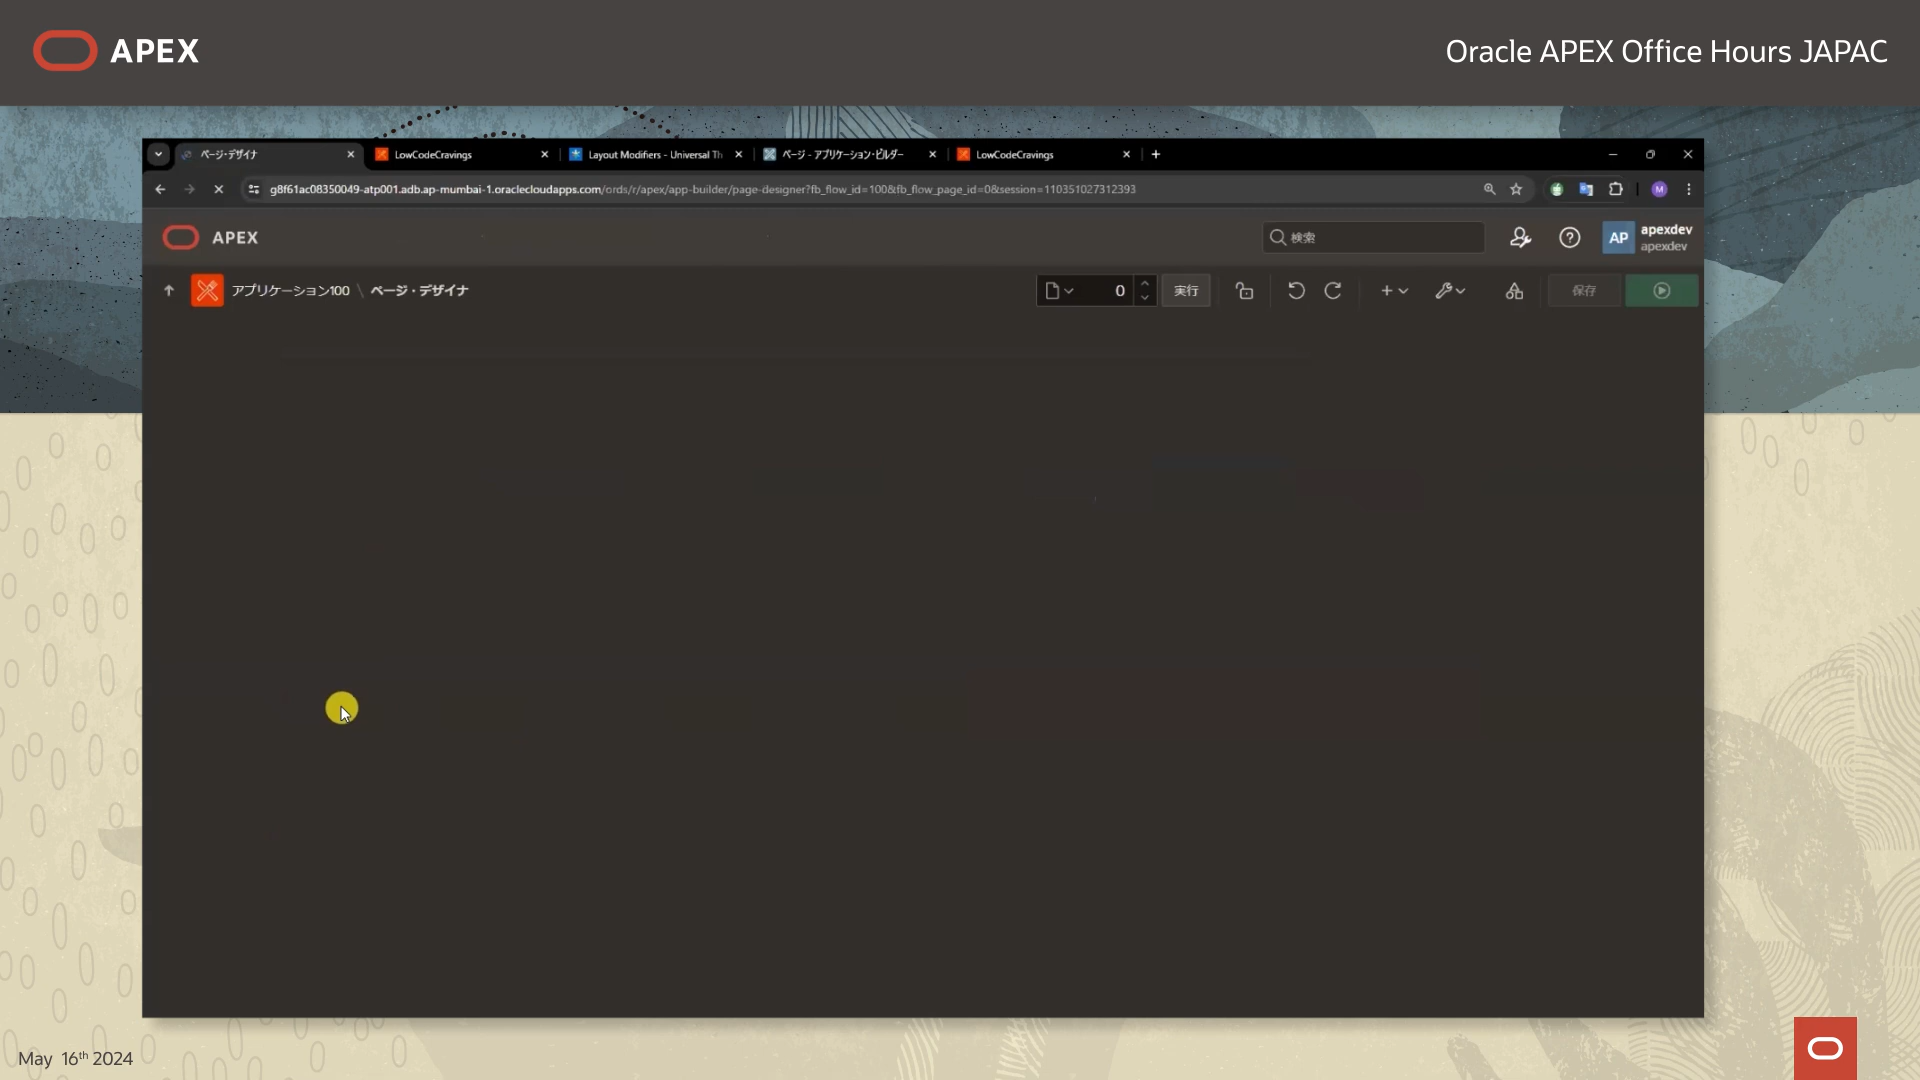 APEX
Oracle APEX Office Hours JAPAC
ページ・デザイナ
LowCodeCravings
Layout Modifiers - Universal Th
ページ - アプリケーション・ビルダー
LowCodeCravings
g8f61ac08350049-atp001.adb.ap-mumbai-1.oraclecloudapps.com/ords/r/apex/app-builder/page-designer?fb_flow_id=100&fb_flow_page_id=0&session=110351027312393
M
APEX
検索
AP
apexdev
apexdev
アプリケーション100 \ ページ・デザイナ
0
実行
保存
May 16th 2024